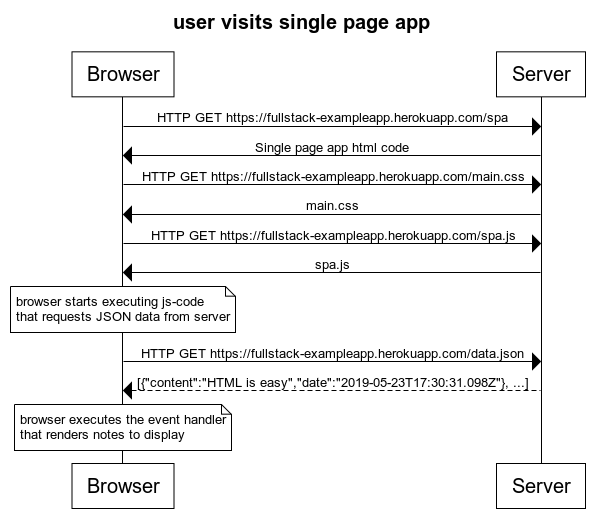 user visits single page app
Browser
Server
HTTP GET https://fullstack-exampleapp.herokuapp.com/spa
Single page app html code
HTTP GET https://fullstack-exampleapp.herokuapp.com/main.css
main.css
HTTP GET https://fullstack-exampleapp.herokuapp.com/spa.js
spa.js
browser starts executing js-code
that requests JSON data from server
HTTP GET https://fullstack-exampleapp.herokuapp.com/data.json
[{"content":"HTML is easy","date":"2019-05-23T17:30:31.098Z"}, ...]
browser executes the event handler
that renders notes to display
Browser
Server